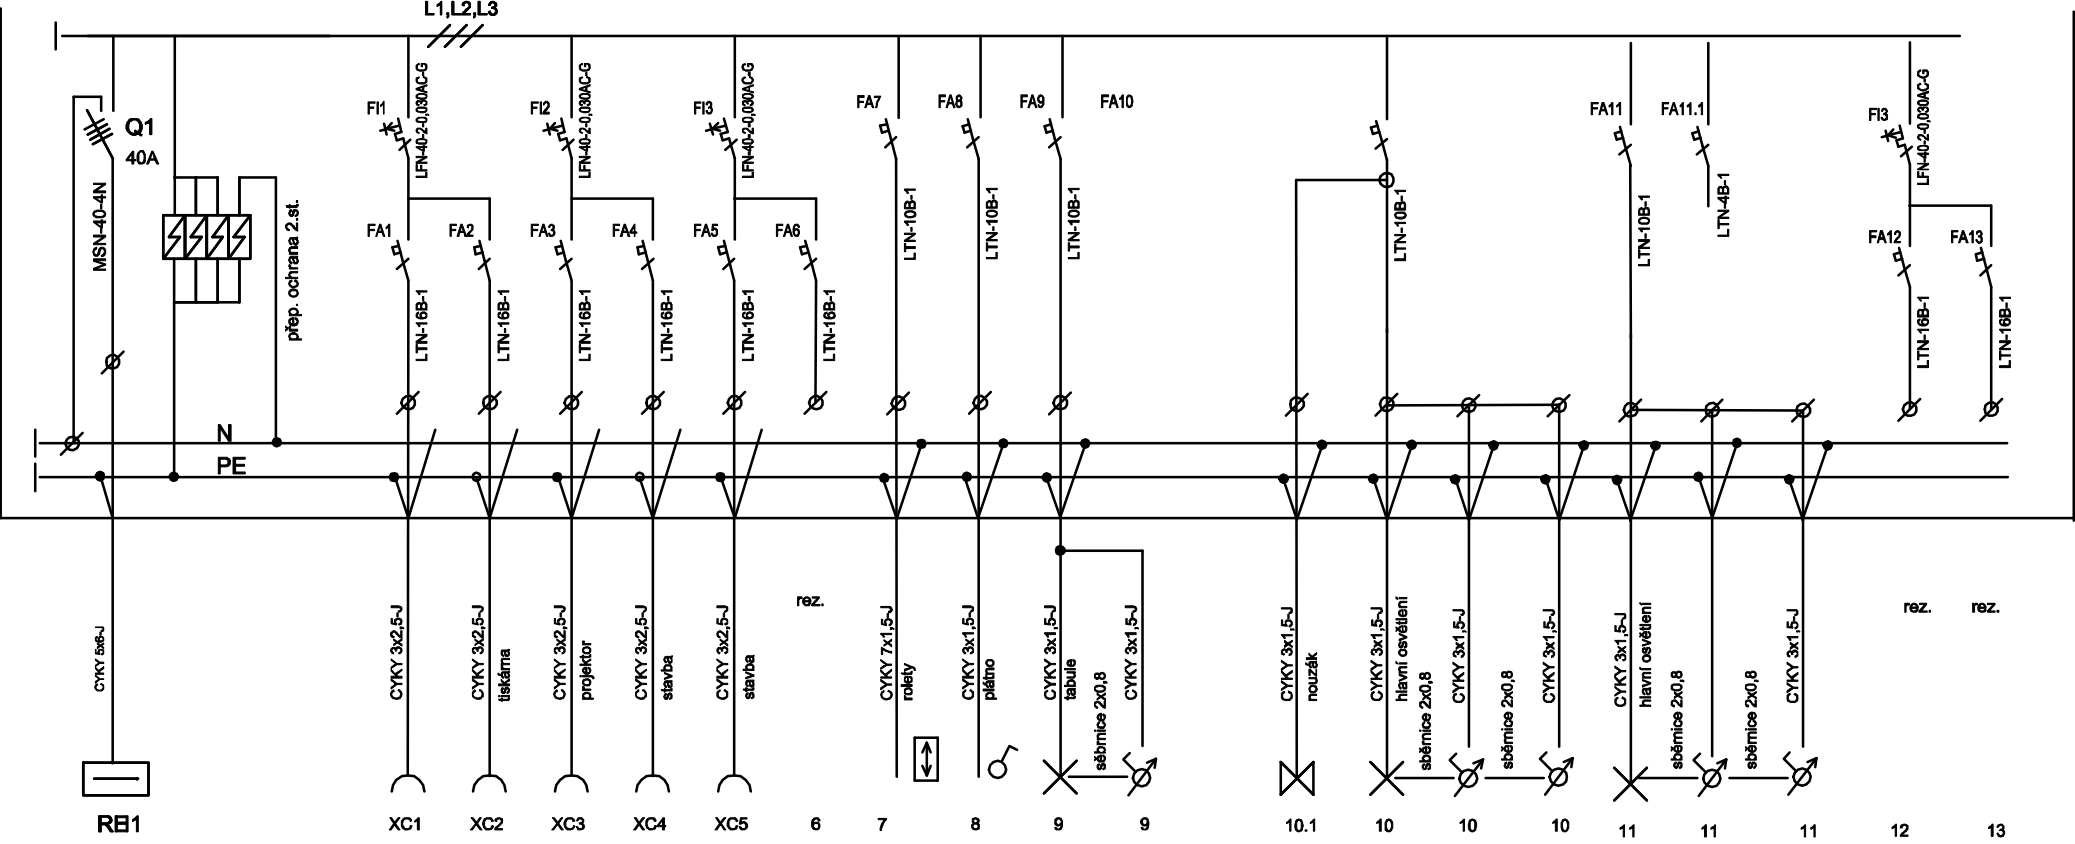 L1,L2,L3
Q1
40A
MSN-40-4N
přep. ochrana 2.st.
FI1
LFN-40-2-0,030AC-G
FI2
LFN-40-2-0,030AC-G
FI3
LFN-40-2-0,030AC-G
FA7
FA8
FA9
FA10
FA11
FA11.1
FI3
LFN-40-2-0,030AC-G
FA1
FA2
FA3
FA4
FA5
FA6
FA12
FA13
LTN-16B-1
LTN-16B-1
LTN-16B-1
LTN-16B-1
LTN-16B-1
LTN-16B-1
LTN-10B-1
LTN-10B-1
LTN-10B-1
LTN-10B-1
LTN-10B-1
LTN-4B-1
LTN-16B-1
LTN-16B-1
N
PE
CYKY 5x6-J
CYKY 3x2,5-J
CYKY 3x2,5-J
tiskárna
CYKY 3x2,5-J
projektor
CYKY 3x2,5-J
stavba
CYKY 3x2,5-J
stavba
rez.
CYKY 7x1,5-J
rolety
CYKY 3x1,5-J
plátno
CYKY 3x1,5-J
tabule
sěbrnice 2x0,8
CYKY 3x1,5-J
CYKY 3x1,5-J
nouzák
CYKY 3x1,5-J
hlavní osvětlení
sběrnice 2x0,8
CYKY 3x1,5-J
sběrnice 2x0,8
CYKY 3x1,5-J
CYKY 3x1,5-J
hlavní osvětlení
sběrnice 2x0,8
sběrnice 2x0,8
CYKY 3x1,5-J
rez.
rez.
XC1
XC2
XC3
XC4
XC5
6
7
8
9
9
10.1
10
10
10
11
11
11
12
13